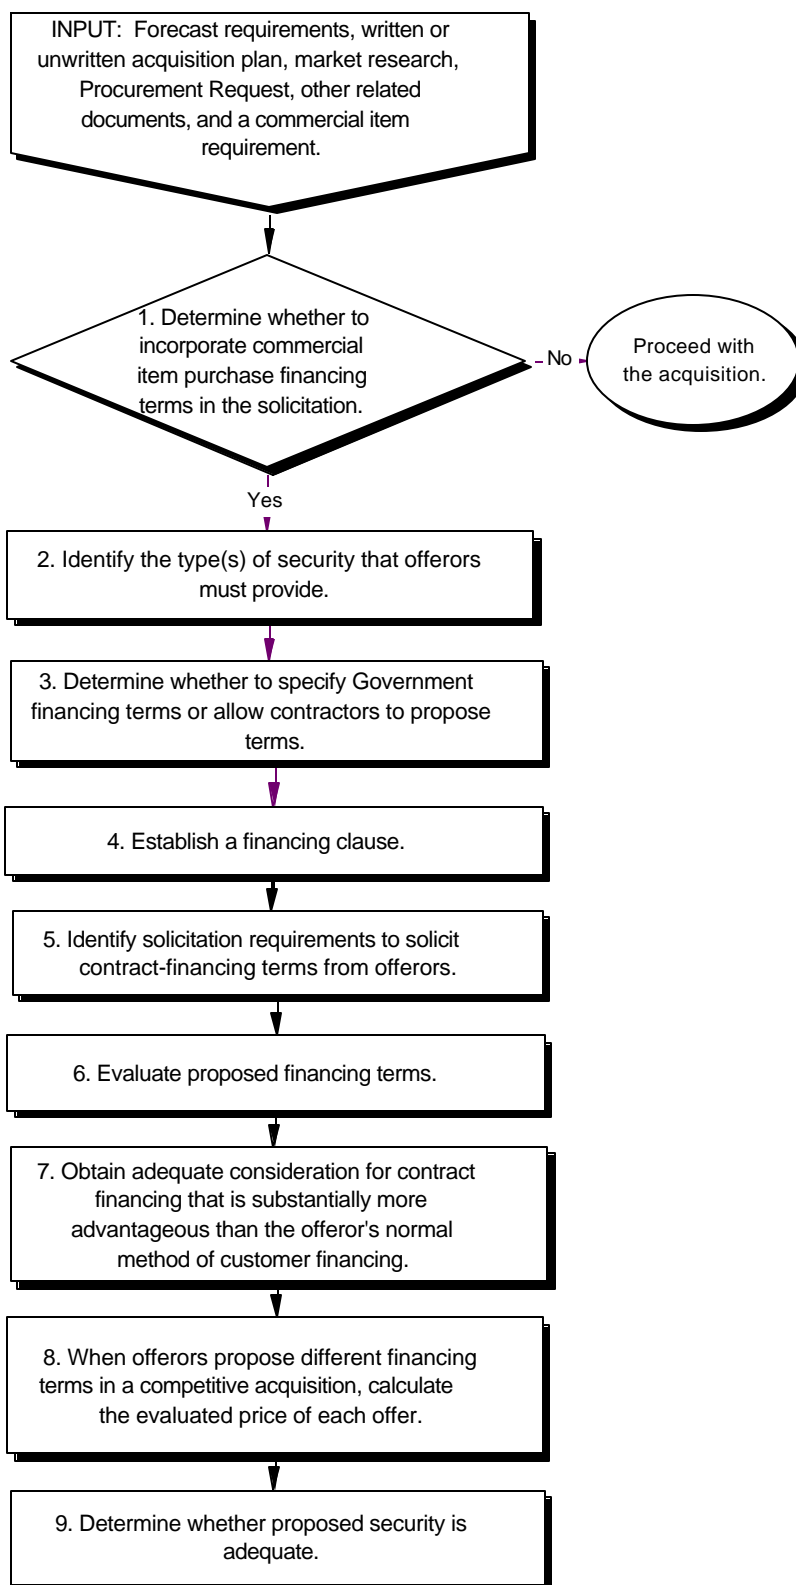 INPUT:  Forecast requirements, written or
unwritten acquisition plan, market research,
Procurement Request, other related
documents, and a commercial item
requirement.
1. Determine whether to
incorporate commercial
item purchase financing
terms in the solicitation.
No
Proceed with
the acquisition.
Yes
2. Identify the type(s) of security that offerors
must provide.
3. Determine whether to specify Government
financing terms or allow contractors to propose
terms.
4. Establish a financing clause.
5. Identify solicitation requirements to solicit
contract-financing terms from offerors.
6. Evaluate proposed financing terms.
7. Obtain adequate consideration for contract
financing that is substantially more
advantageous than the offeror's normal
method of customer financing.
8. When offerors propose different financing
terms in a competitive acquisition, calculate
the evaluated price of each offer.
9. Determine whether proposed security is
adequate.